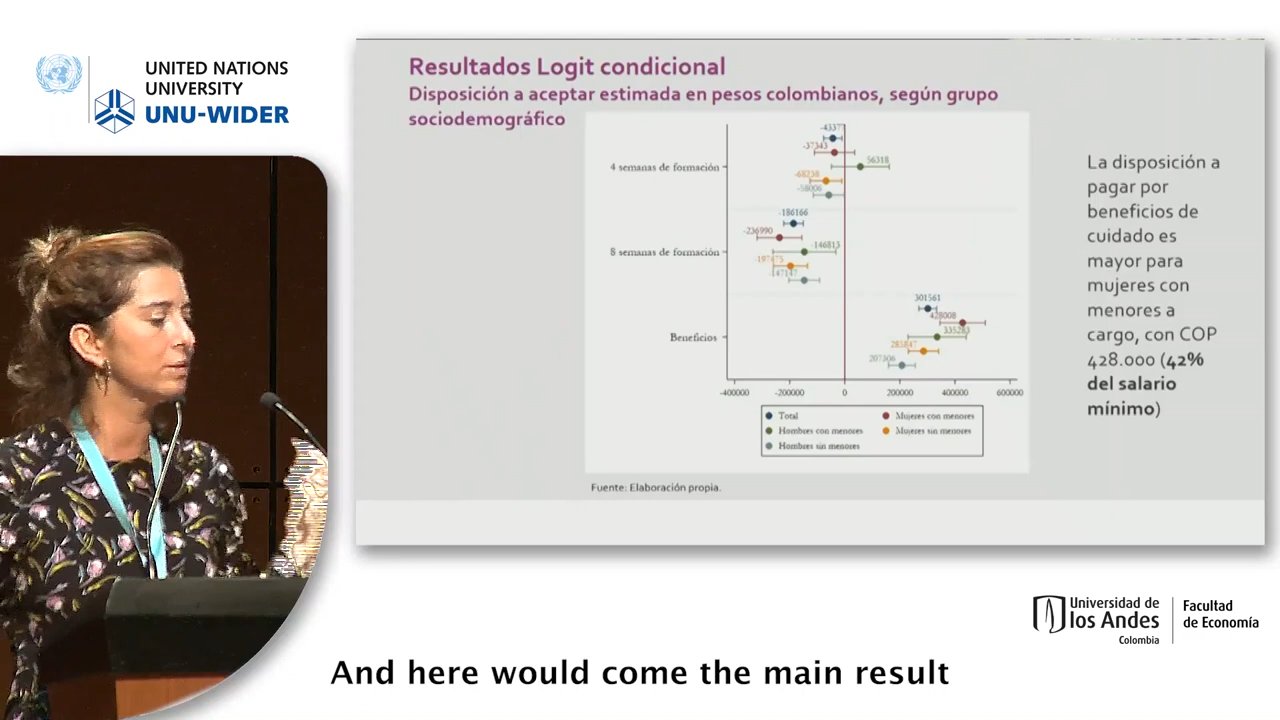 UNITED NATIONS
UNIVERSITY
UNU-WIDER
Resultados Logit condicional
Disposición a aceptar estimada en pesos colombianos, según grupo
sociodemográfico
-37343
56318
4 semanas de formación
-68238
-58006
-186166
-236990
-146813
8 semanas de formación
301561
428008
335283
Beneficios
285847
207306
-400000 -200000 0 200000 400000 600000
Total
Mujeres con menores
Hombres con menores
Mujeres sin menores
Hombres sin menores
Fuente: Elaboración propia.
La disposición a
pagar por
beneficios de
cuidado es
mayor para
mujeres con
menores a
cargo, con COP
428.000 (42%
del salario
mínimo)
Universidad de
los Andes
Colombia
Facultad
de Economía
And here would come the main result